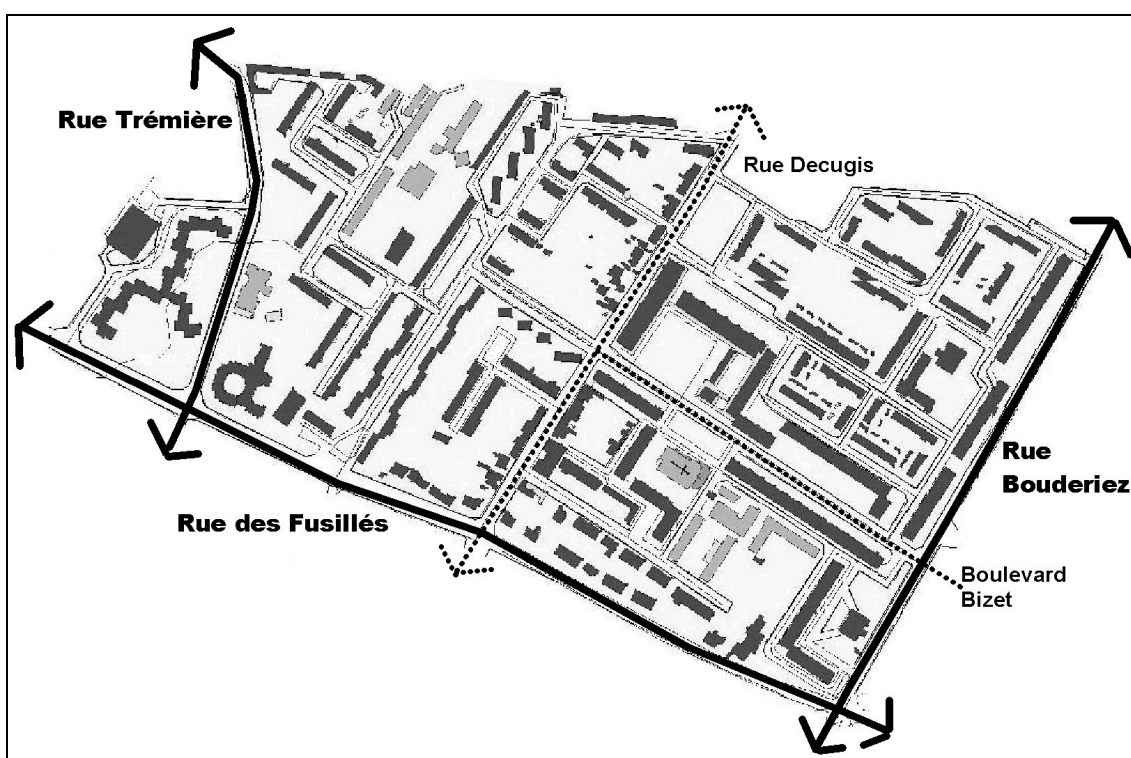 Rue Trémière
Rue Decugis
Rue
Bouderiez
Rue des Fusillés
Boulevard
Bizet